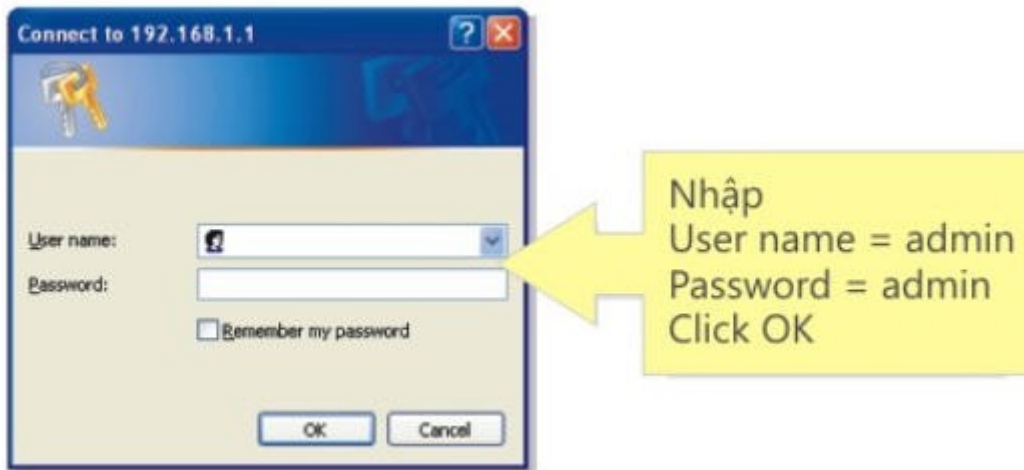 Connect to 192.168.1.1
User name:
Password:
Remember my password
OK
Cancel
Nhập
User name = admin
Password = admin
Click OK